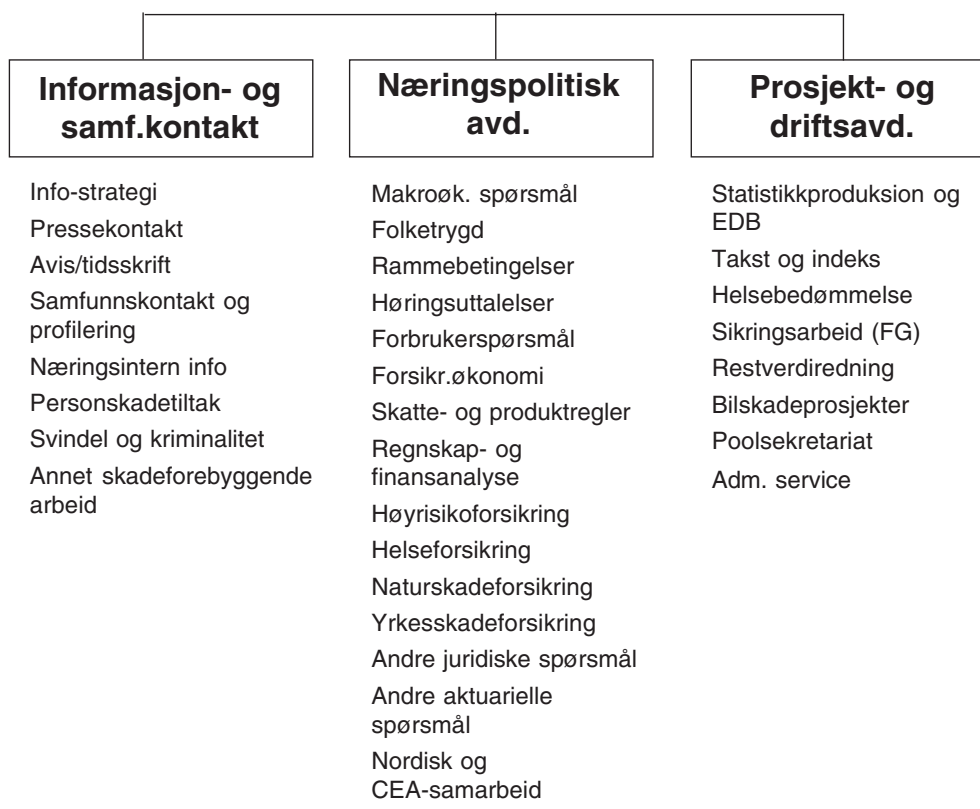 Informasjon- og
samf.kontakt
Info-strategi
Pressekontakt
Avis/tidsskrift
Samfunnskontakt og
profilering
Næringsintern info
Personskadetiltak
Svindel og kriminalitet
Annet skadeforebyggende
arbeid
Næringspolitisk
avd.
Makroøk. spørsmål
Folketrygd
Rammebetingelser
Høringsuttalelser
Forbrukerspørsmål
Forsikr.økonomi
Skatte- og produktregler
Regnskap- og
finansanalyse
Høyrisikoforsikring
Helseforsikring
Naturskadeforsikring
Yrkesskadeforsikring
Andre juridiske spørsmål
Andre aktuarielle
spørsmål
Nordisk og
CEA-samarbeid
Prosjekt- og
driftsavd.
Statistikkproduksion og
EDB
Takst og indeks
Helsebedømmelse
Sikringsarbeid (FG)
Restverdiredning
Bilskadeprosjekter
Poolsekretariat
Adm. service